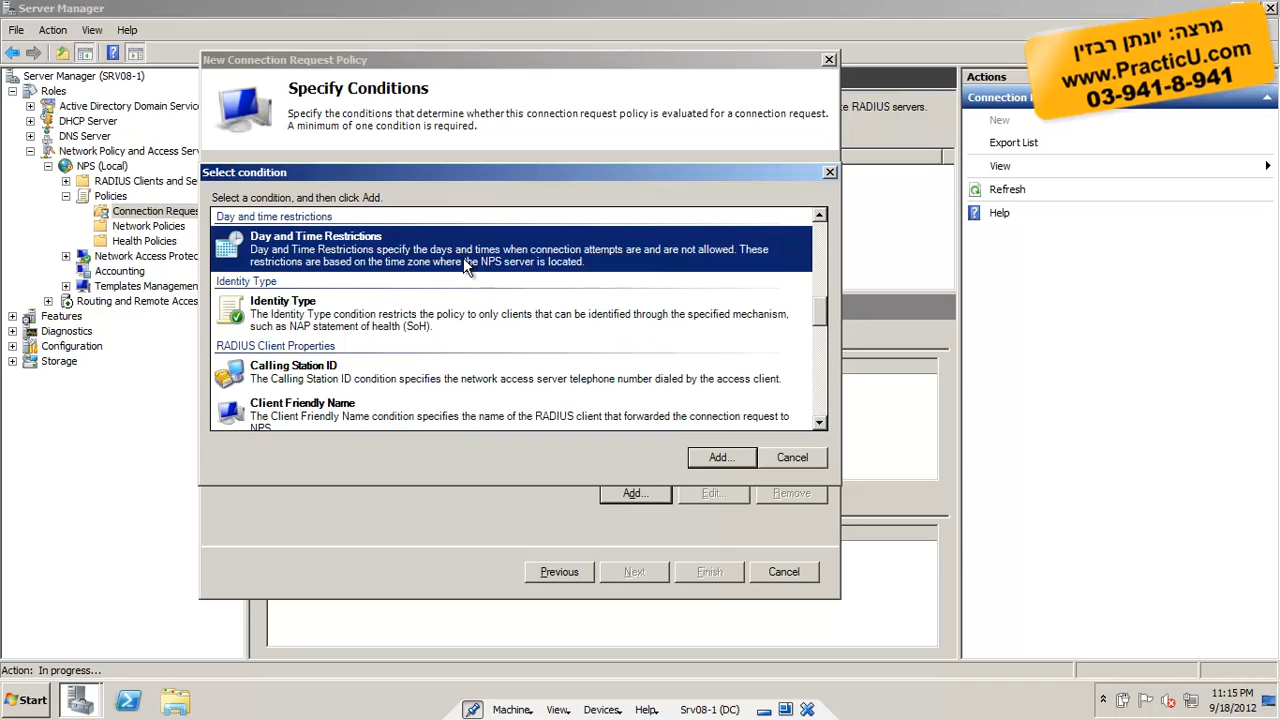 Server Manager
File Action View Help
Server Manager (SRV08-1)
Roles
Active Directory Domain Service
DHCP Server
DNS Server
Network Policy and Access Ser
NPS (Local)
RADIUS Clients and Se
Policies
Connection Reques
Network Policies
Health Policies
Network Access Protec
Accounting
Templates Management
Routing and Remote Acces
Features
Diagnostics
Configuration
Storage
New Connection Request Policy
Specify Conditions
Specify the conditions that determine whether this connection request policy is evaluated for a connection request.
A minimum of one condition is required.
Select condition
Select a condition, and then click Add.
Day and time restrictions
Day and Time Restrictions
Day and Time Restrictions specify the days and times when connection attempts are and are not allowed. These
restrictions are based on the time zone where the NPS server is located.
Identity Type
Identity Type
The Identity Type condition restricts the policy to only clients that can be identified through the specified mechanism,
such as NAP statement of health (SoH).
RADIUS Client Properties
Calling Station ID
The Calling Station ID condition specifies the network access server telephone number dialed by the access client.
Client Friendly Name
The Client Friendly Name condition specifies the name of the RADIUS client that forwarded the connection request to
NPS.
Add... Cancel
Add... Edit... Remove
Previous Next Finish Cancel
te RADIUS servers.
Actions
Connection
New
Export List
View
Refresh
Help
מרצה: יונתן רבזין
www.PracticU.com
03-941-8-941
Action: In progress...
Start
Machine View Devices Help Srv08-1 (DC)
11:15 PM
9/18/2012